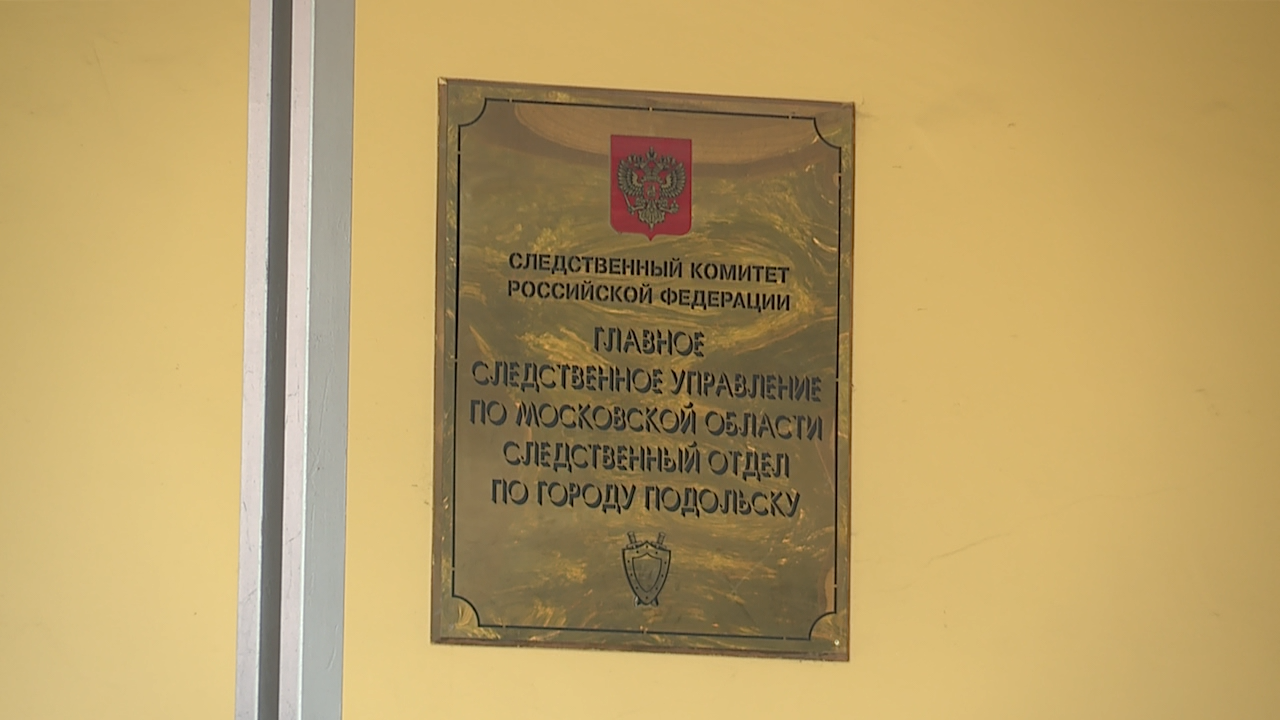 СЛЕДСТВЕННЫЙ КОМИТЕТ
РОССИЙСКОЙ ФЕДЕРАЦИИ
ГЛАВНОЕ
СЛЕДСТВЕННОЕ УПРАВЛЕНИЕ
ПО МОСКОВСКОЙ ОБЛАСТИ
СЛЕДСТВЕННЫЙ ОТДЕЛ
ПО ГОРОДУ ПОДОЛЬСКУ